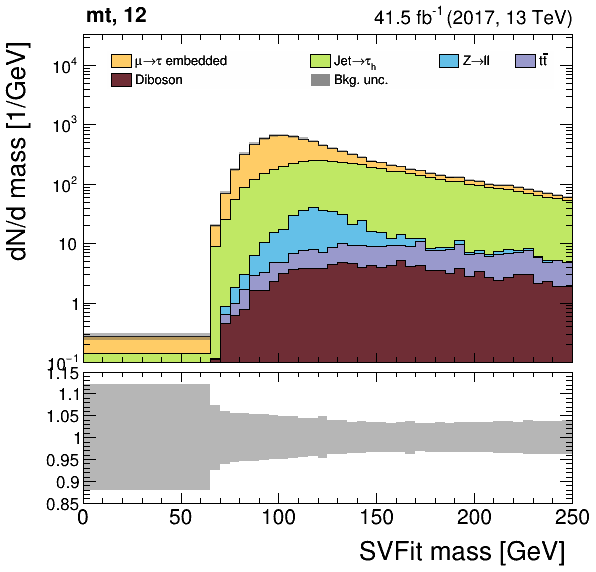 mt, 12 41.5 fb⁻¹ (2017, 13 TeV)
μ→τ embedded Jet→τh Z→ll tt̄
Diboson Bkg. unc.
dN/d mass [1/GeV]
10⁴
10³
10²
10
1
10⁻¹
1.15
1.1
1.05
1
0.95
0.9
0.85
0 50 100 150 200 250
SVFit mass [GeV]